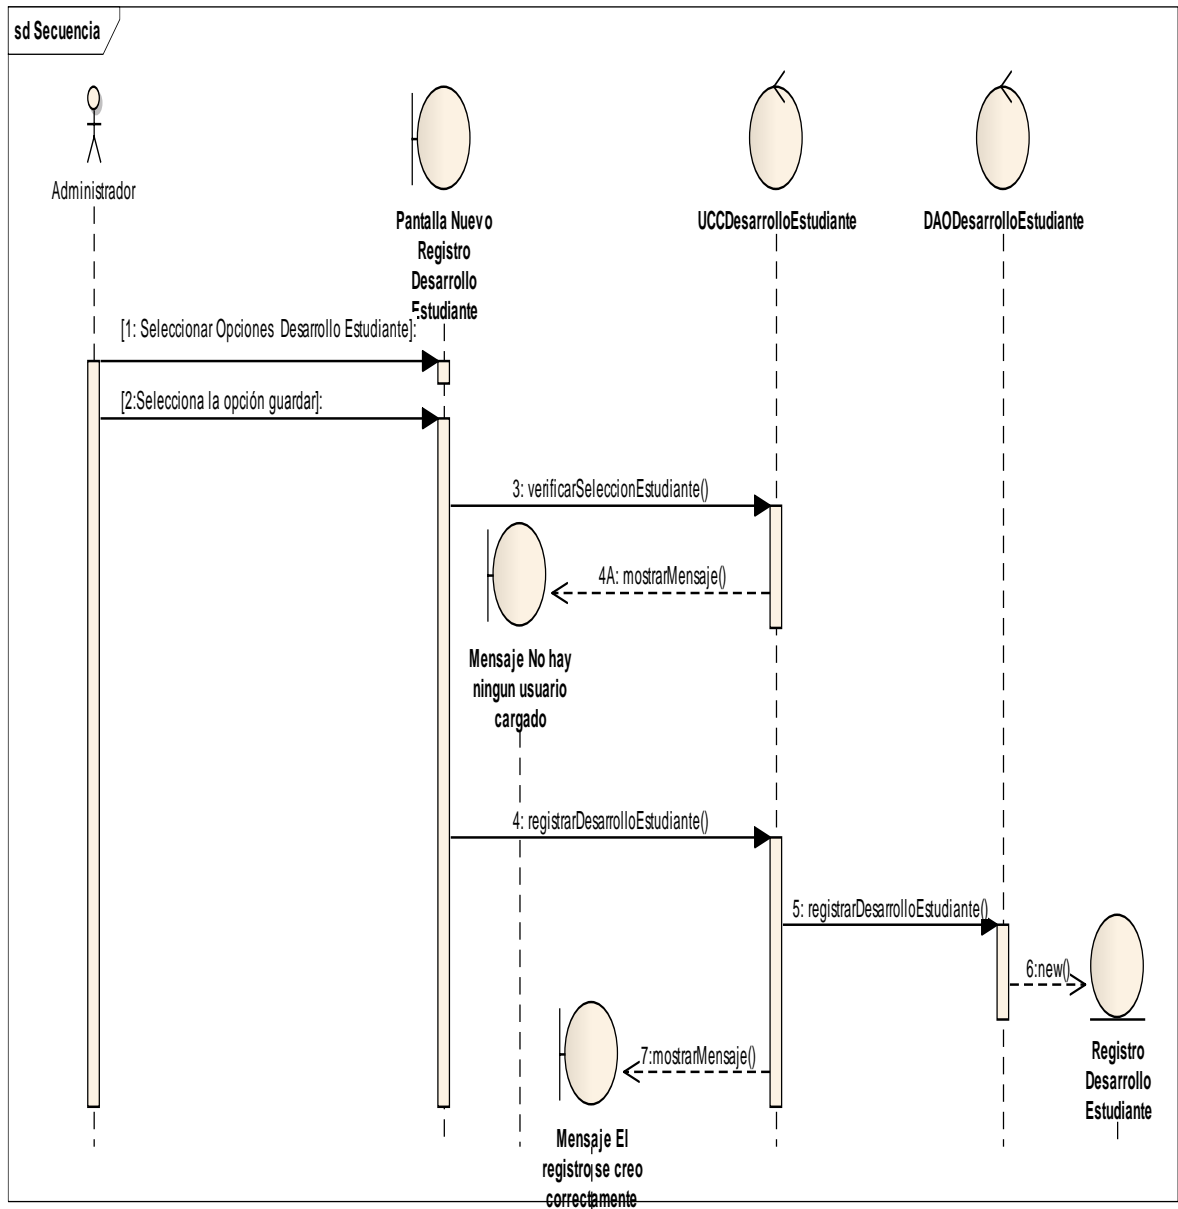 sd Secuencia
Administrador
Pantalla Nuevo
Registro
Desarrollo
Estudiante
UCCDesarrolloEstudiante
DAODesarrolloEstudiante
[1: Seleccionar Opciones Desarrollo Estudiante]:
[2:Selecciona la opción guardar]:
3: verificarSeleccionEstudiante()
4A: mostrarMensaje()
Mensaje No hay
ningun usuario
cargado
4: registrarDesarrolloEstudiante()
5: registrarDesarrolloEstudiante()
6:new()
Registro
Desarrollo
Estudiante
7:mostrarMensaje()
Mensaje El
registro se creo
correctamente